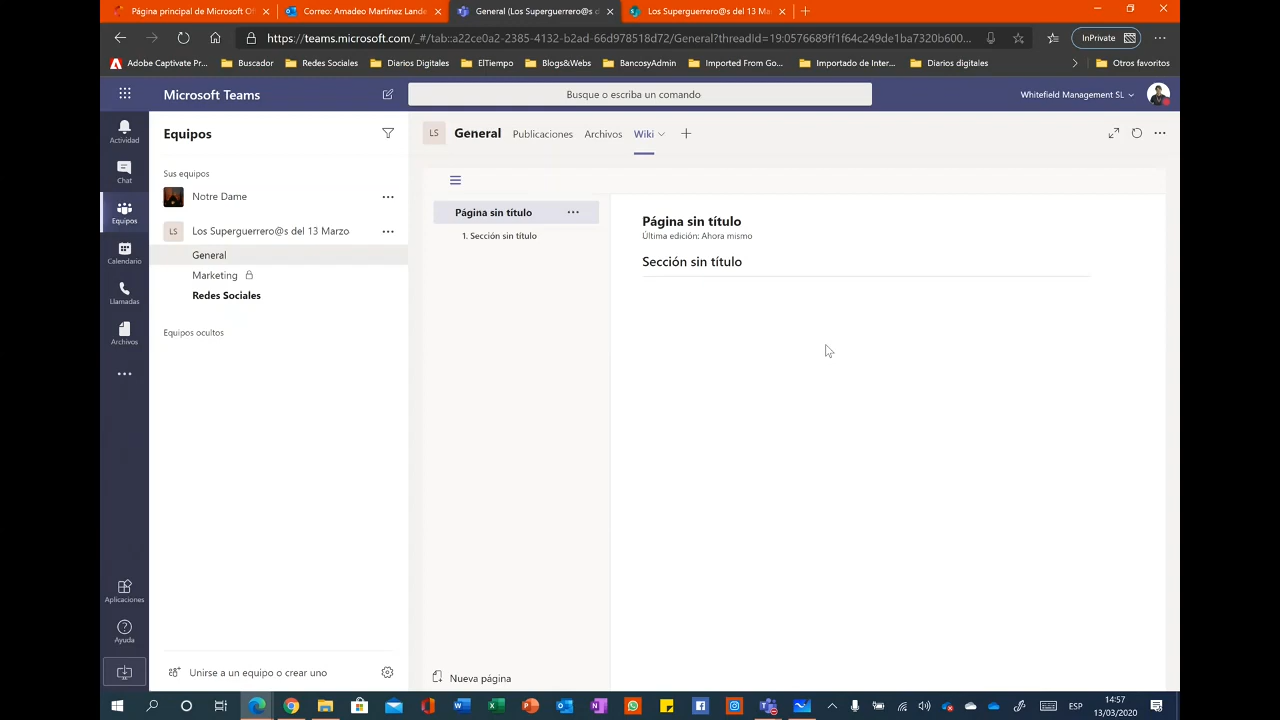 Página principal de Microsoft Of
Correo: Amadeo Martínez Lande
General (Los Superguerrero@s d
Los Superguerrero@s del 13 Ma
https://teams.microsoft.com/_#/tab::a22ce0a2-2385-4132-b2ad-66d978518d72/General?threadId=19:0576689ff1f64c249de1ba7320b600...
InPrivate
Adobe Captivate Pr...
Buscador
Redes Sociales
Diarios Digitales
ElTiempo
Blogs&Webs
BancosyAdmin
Imported From Go...
Importado de Inter...
Diarios digitales
Otros favoritos
Microsoft Teams
Busque o escriba un comando
Whitefield Management SL
Actividad
Chat
Equipos
Calendario
Llamadas
Archivos
Aplicaciones
Ayuda
Equipos
Sus equipos
Notre Dame
LS Los Superguerrero@s del 13 Marzo
General
Marketing
Redes Sociales
Equipos ocultos
Unirse a un equipo o crear uno
LS General Publicaciones Archivos Wiki
Página sin título
1. Sección sin título
Nueva página
Página sin título
Última edición: Ahora mismo
Sección sin título
ESP
14:57
13/03/2020